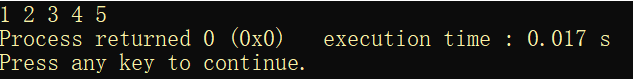 1 2 3 4 5
Process returned 0 (0x0)   execution time : 0.017 s
Press any key to continue.